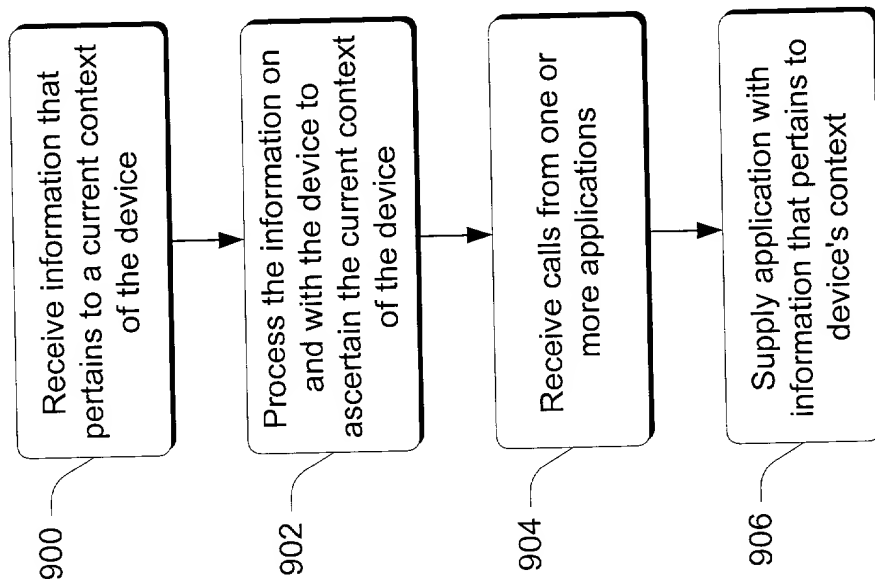 Receive information that
pertains to a current context
of the device
900
Process the information on
and with the device to
ascertain the current context
of the device
902
Receive calls from one or
more applications
904
Supply application with
information that pertains to
device's context
906